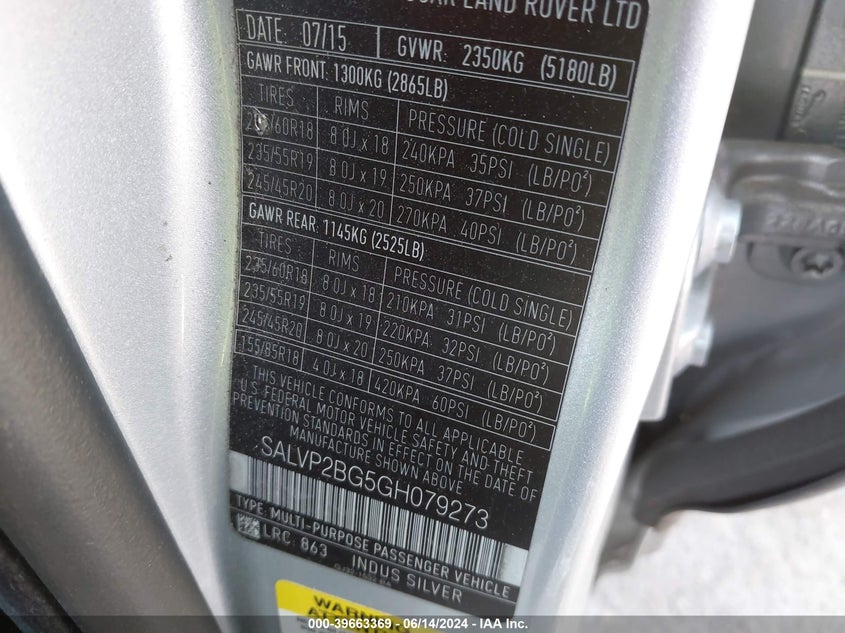 LAND ROVER LTD
DATE: 07/15 GVWR: 2350KG (5180LB)
GAWR FRONT: 1300KG (2865LB)
TIRES RIMS PRESSURE (COLD SINGLE)
/60R18 8.0J x 18 240KPA 35PSI (LB/PO²)
235/55R19 8.0J x 19 250KPA 37PSI (LB/PO²)
245/45R20 8.0J x 20 270KPA 40PSI (LB/PO²)
GAWR REAR: 1145KG (2525LB)
TIRES RIMS PRESSURE (COLD SINGLE)
235/60R18 8.0J x 18 210KPA 31PSI (LB/PO²)
235/55R19 8.0J x 19 220KPA 32PSI (LB/PO²)
245/45R20 8.0J x 20 250KPA 37PSI (LB/PO²)
155/85R18 4.0J x 18 420KPA 60PSI (LB/PO²)
THIS VEHICLE CONFORMS TO ALL APPLICABLE
U.S. FEDERAL MOTOR VEHICLE SAFETY AND THEFT
PREVENTION STANDARDS IN EFFECT ON THE DATE OF
MANUFACTURE SHOWN ABOVE
SALVP2BG5GH079273
TYPE: MULTI-PURPOSE PASSENGER VEHICLE
LRC: 863 INDUS SILVER
WARNING
000-39663369 - 06/14/2024 - IAAI.com